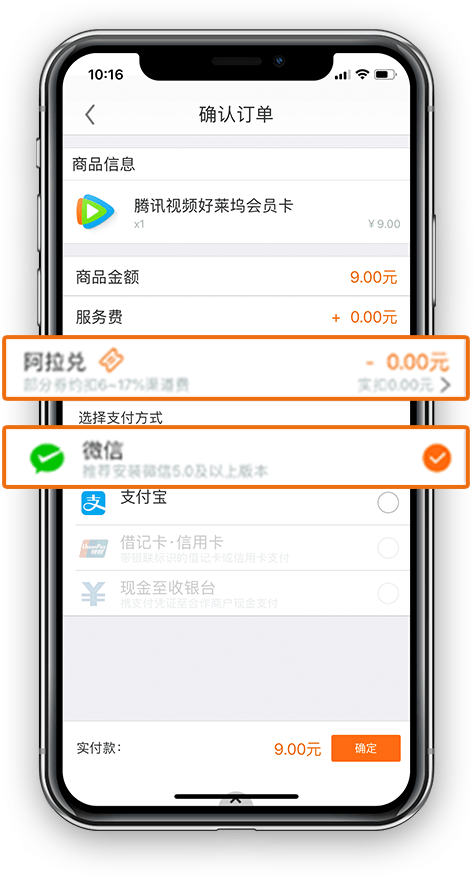 10:16
确认订单
商品信息
腾讯视频好莱坞会员卡
x1
¥9.00
商品金额 9.00元
服务费 + 0.00元
阿拉兑 - 0.00元
部分券约扣6~17%渠道费 实扣0.00元
选择支付方式
微信
推荐安装微信5.0及以上版本
支 支付宝
UnionPay 银联 借记卡·信用卡
带银联标识的借记卡或信用卡支付
¥ 现金至收银台
携支付凭证至合作商户现金支付
实付款: 9.00元 确定